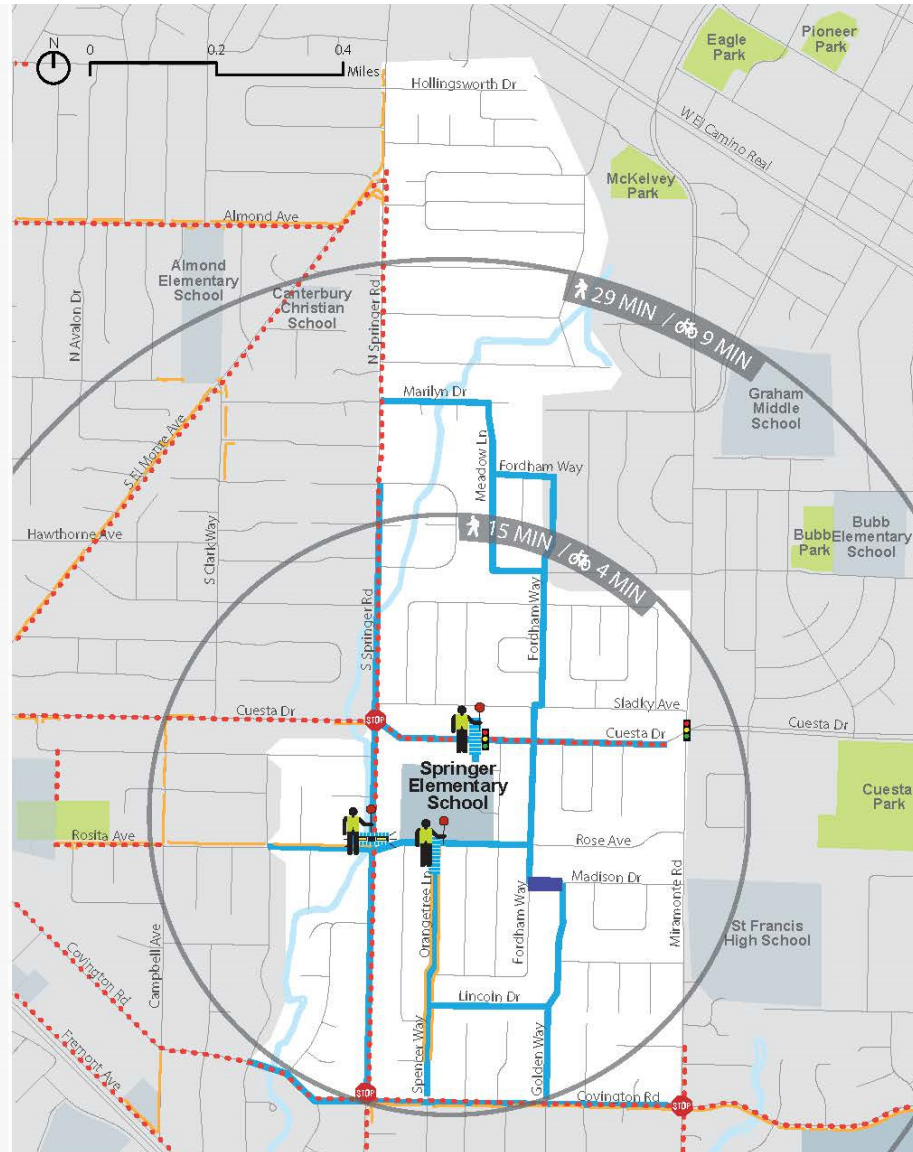 N
0
0.2
0.4
Miles
Eagle
Park
Pioneer
Park
Hollingsworth Dr
W El Camino Real
McKelvey
Park
Almond Ave
Almond
Elementary
School
Canterbury
Christian
School
N Avalon Dr
N Springer Rd
29 MIN / 9 MIN
Graham
Middle
School
Marilyn Dr
S El Monte Ave
Meadow Ln
Fordham Way
Hawthorne Ave
S Clark Way
15 MIN / 4 MIN
Bubb
Park
Bubb
Elementary
School
S Springer Rd
Fordham Way
Cuesta Dr
STOP
Sladky Ave
Cuesta Dr
Cuesta Dr
Springer
Elementary
School
Cuesta
Park
Rosita Ave
Rose Ave
Orangetree Ln
Fordham Way
Madison Dr
Miramonte Rd
St Francis
High School
Covington Rd
Campbell Ave
Lincoln Dr
Fremont Ave
Spencer Way
Golden Way
STOP
Covington Rd
STOP